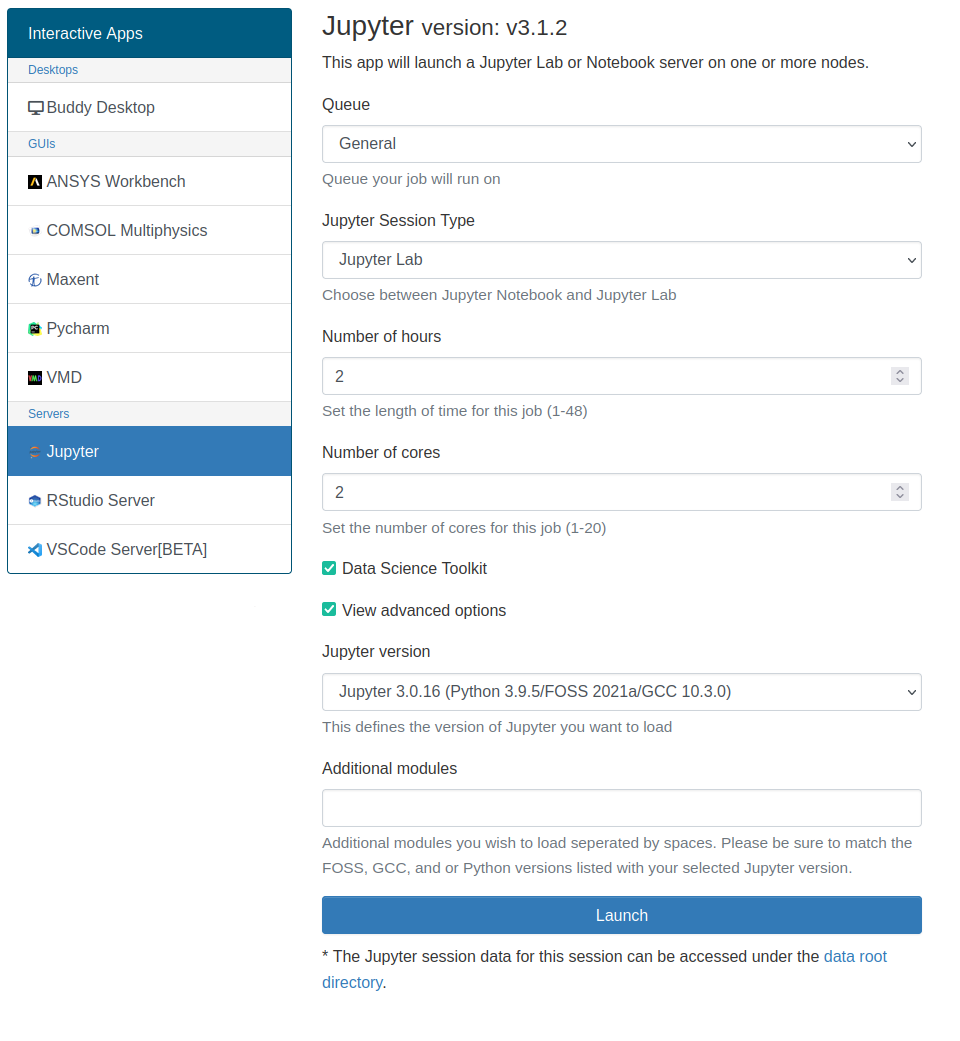 Interactive Apps
Desktops
Buddy Desktop
GUIs
ANSYS Workbench
COMSOL Multiphysics
Maxent
Pycharm
VMD
Servers
Jupyter
RStudio Server
VSCode Server[BETA]
Jupyter version: v3.1.2
This app will launch a Jupyter Lab or Notebook server on one or more nodes.
Queue
General
Queue your job will run on
Jupyter Session Type
Jupyter Lab
Choose between Jupyter Notebook and Jupyter Lab
Number of hours
2
Set the length of time for this job (1-48)
Number of cores
2
Set the number of cores for this job (1-20)
Data Science Toolkit
View advanced options
Jupyter version
Jupyter 3.0.16 (Python 3.9.5/FOSS 2021a/GCC 10.3.0)
This defines the version of Jupyter you want to load
Additional modules
Additional modules you wish to load seperated by spaces. Please be sure to match the
FOSS, GCC, and or Python versions listed with your selected Jupyter version.
Launch
* The Jupyter session data for this session can be accessed under the data root
directory.